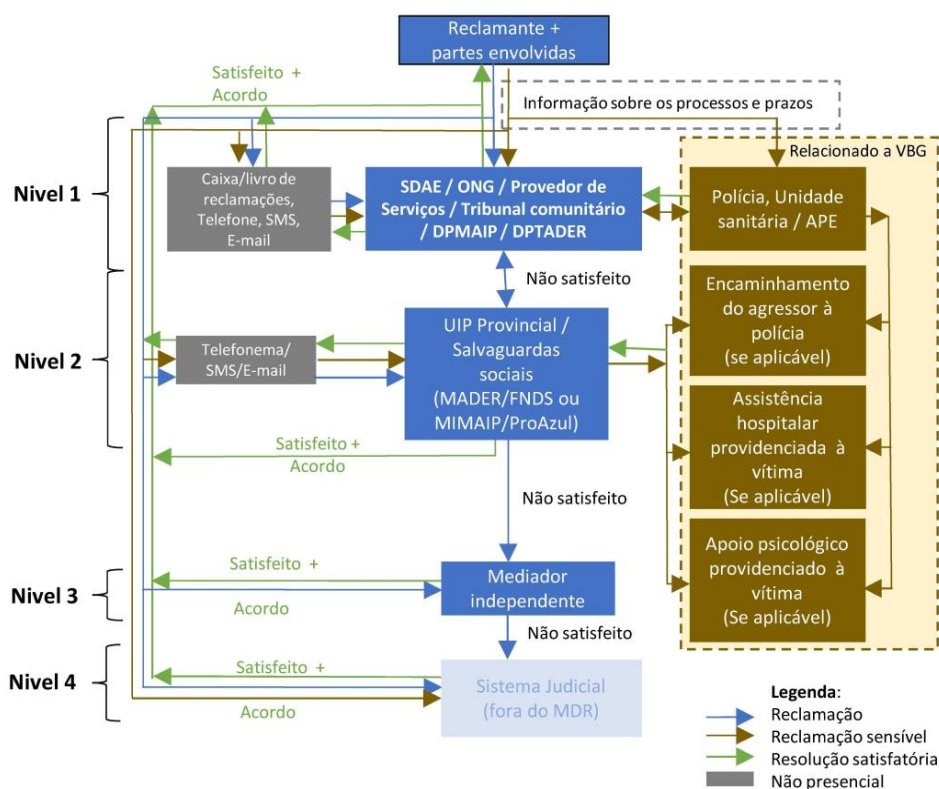 Reclamante +
partes envolvidas
Satisfeito +
Acordo
Informação sobre os processos e prazos
Relacionado a VBG
Nivel 1
Caixa/livro de
reclamações,
Telefone, SMS,
E-mail
SDAE / ONG / Provedor de
Serviços / Tribunal comunitário
/ DPMAIP / DPTADER
Polícia, Unidade
sanitária / APE
Não satisfeito
Nivel 2
Telefonema/
SMS/E-mail
UIP Provincial /
Salvaguardas
sociais
(MADER/FNDS ou
MIMAIP/ProAzul)
Encaminhamento
do agressor à
polícia
(se aplicável)
Assistência
hospitalar
providenciada à
vítima
(Se aplicável)
Satisfeito +
Acordo
Não satisfeito
Nivel 3
Satisfeito +
Acordo
Mediador
independente
Apoio psicológico
providenciado à
vítima
(Se aplicável)
Não satisfeito
Nivel 4
Satisfeito +
Acordo
Sistema Judicial
(fora do MDR)
Legenda:
Reclamação
Reclamação sensível
Resolução satisfatória
Não presencial